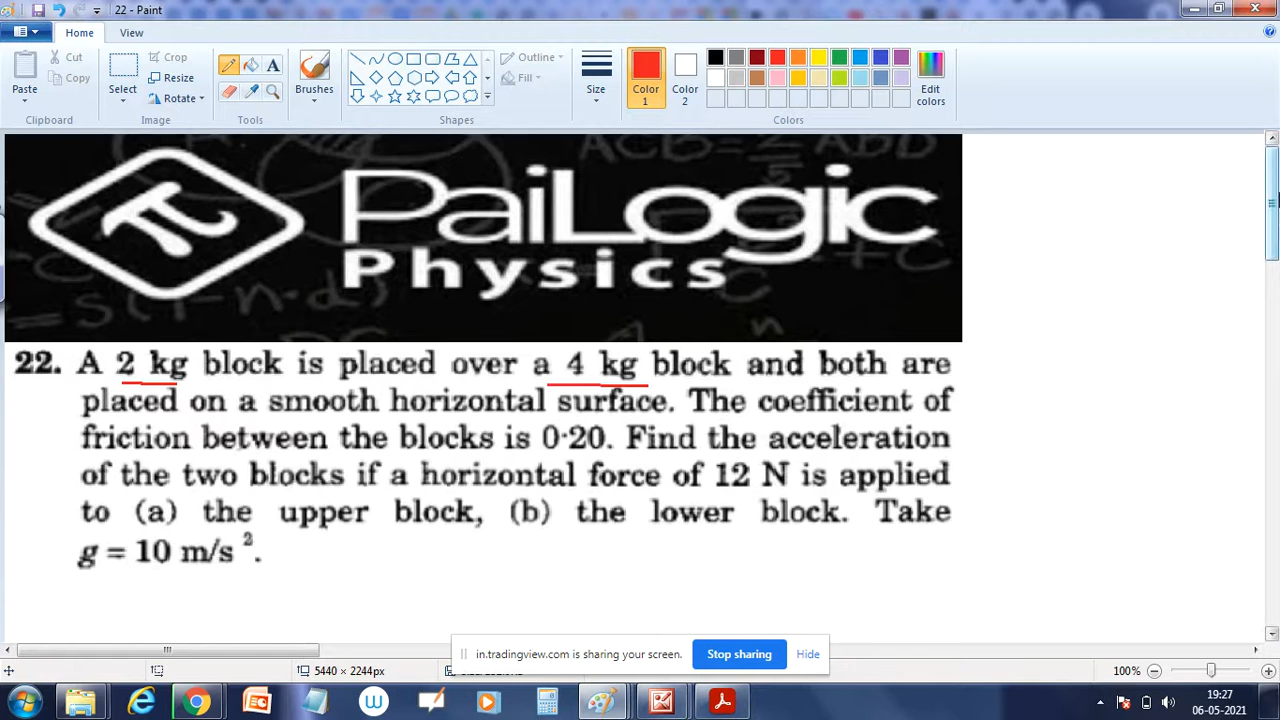 22 - Paint
Home
View
Paste
Cut
Copy
Clipboard
Select
Crop
Resize
Rotate
Image
A
Tools
Brushes
Outline
Fill
Shapes
Size
Color
1
Color
2
Edit
colors
Colors
ACB =
ABD
π PaiLogic
Physics
22. A 2 kg block is placed over a 4 kg block and both are
placed on a smooth horizontal surface. The coefficient of
friction between the blocks is 0·20. Find the acceleration
of the two blocks if a horizontal force of 12 N is applied
to (a) the upper block, (b) the lower block. Take
g = 10 m/s ².
in.tradingview.com is sharing your screen.
Stop sharing
Hide
5440 × 2244px
100%
19:27
06-05-2021